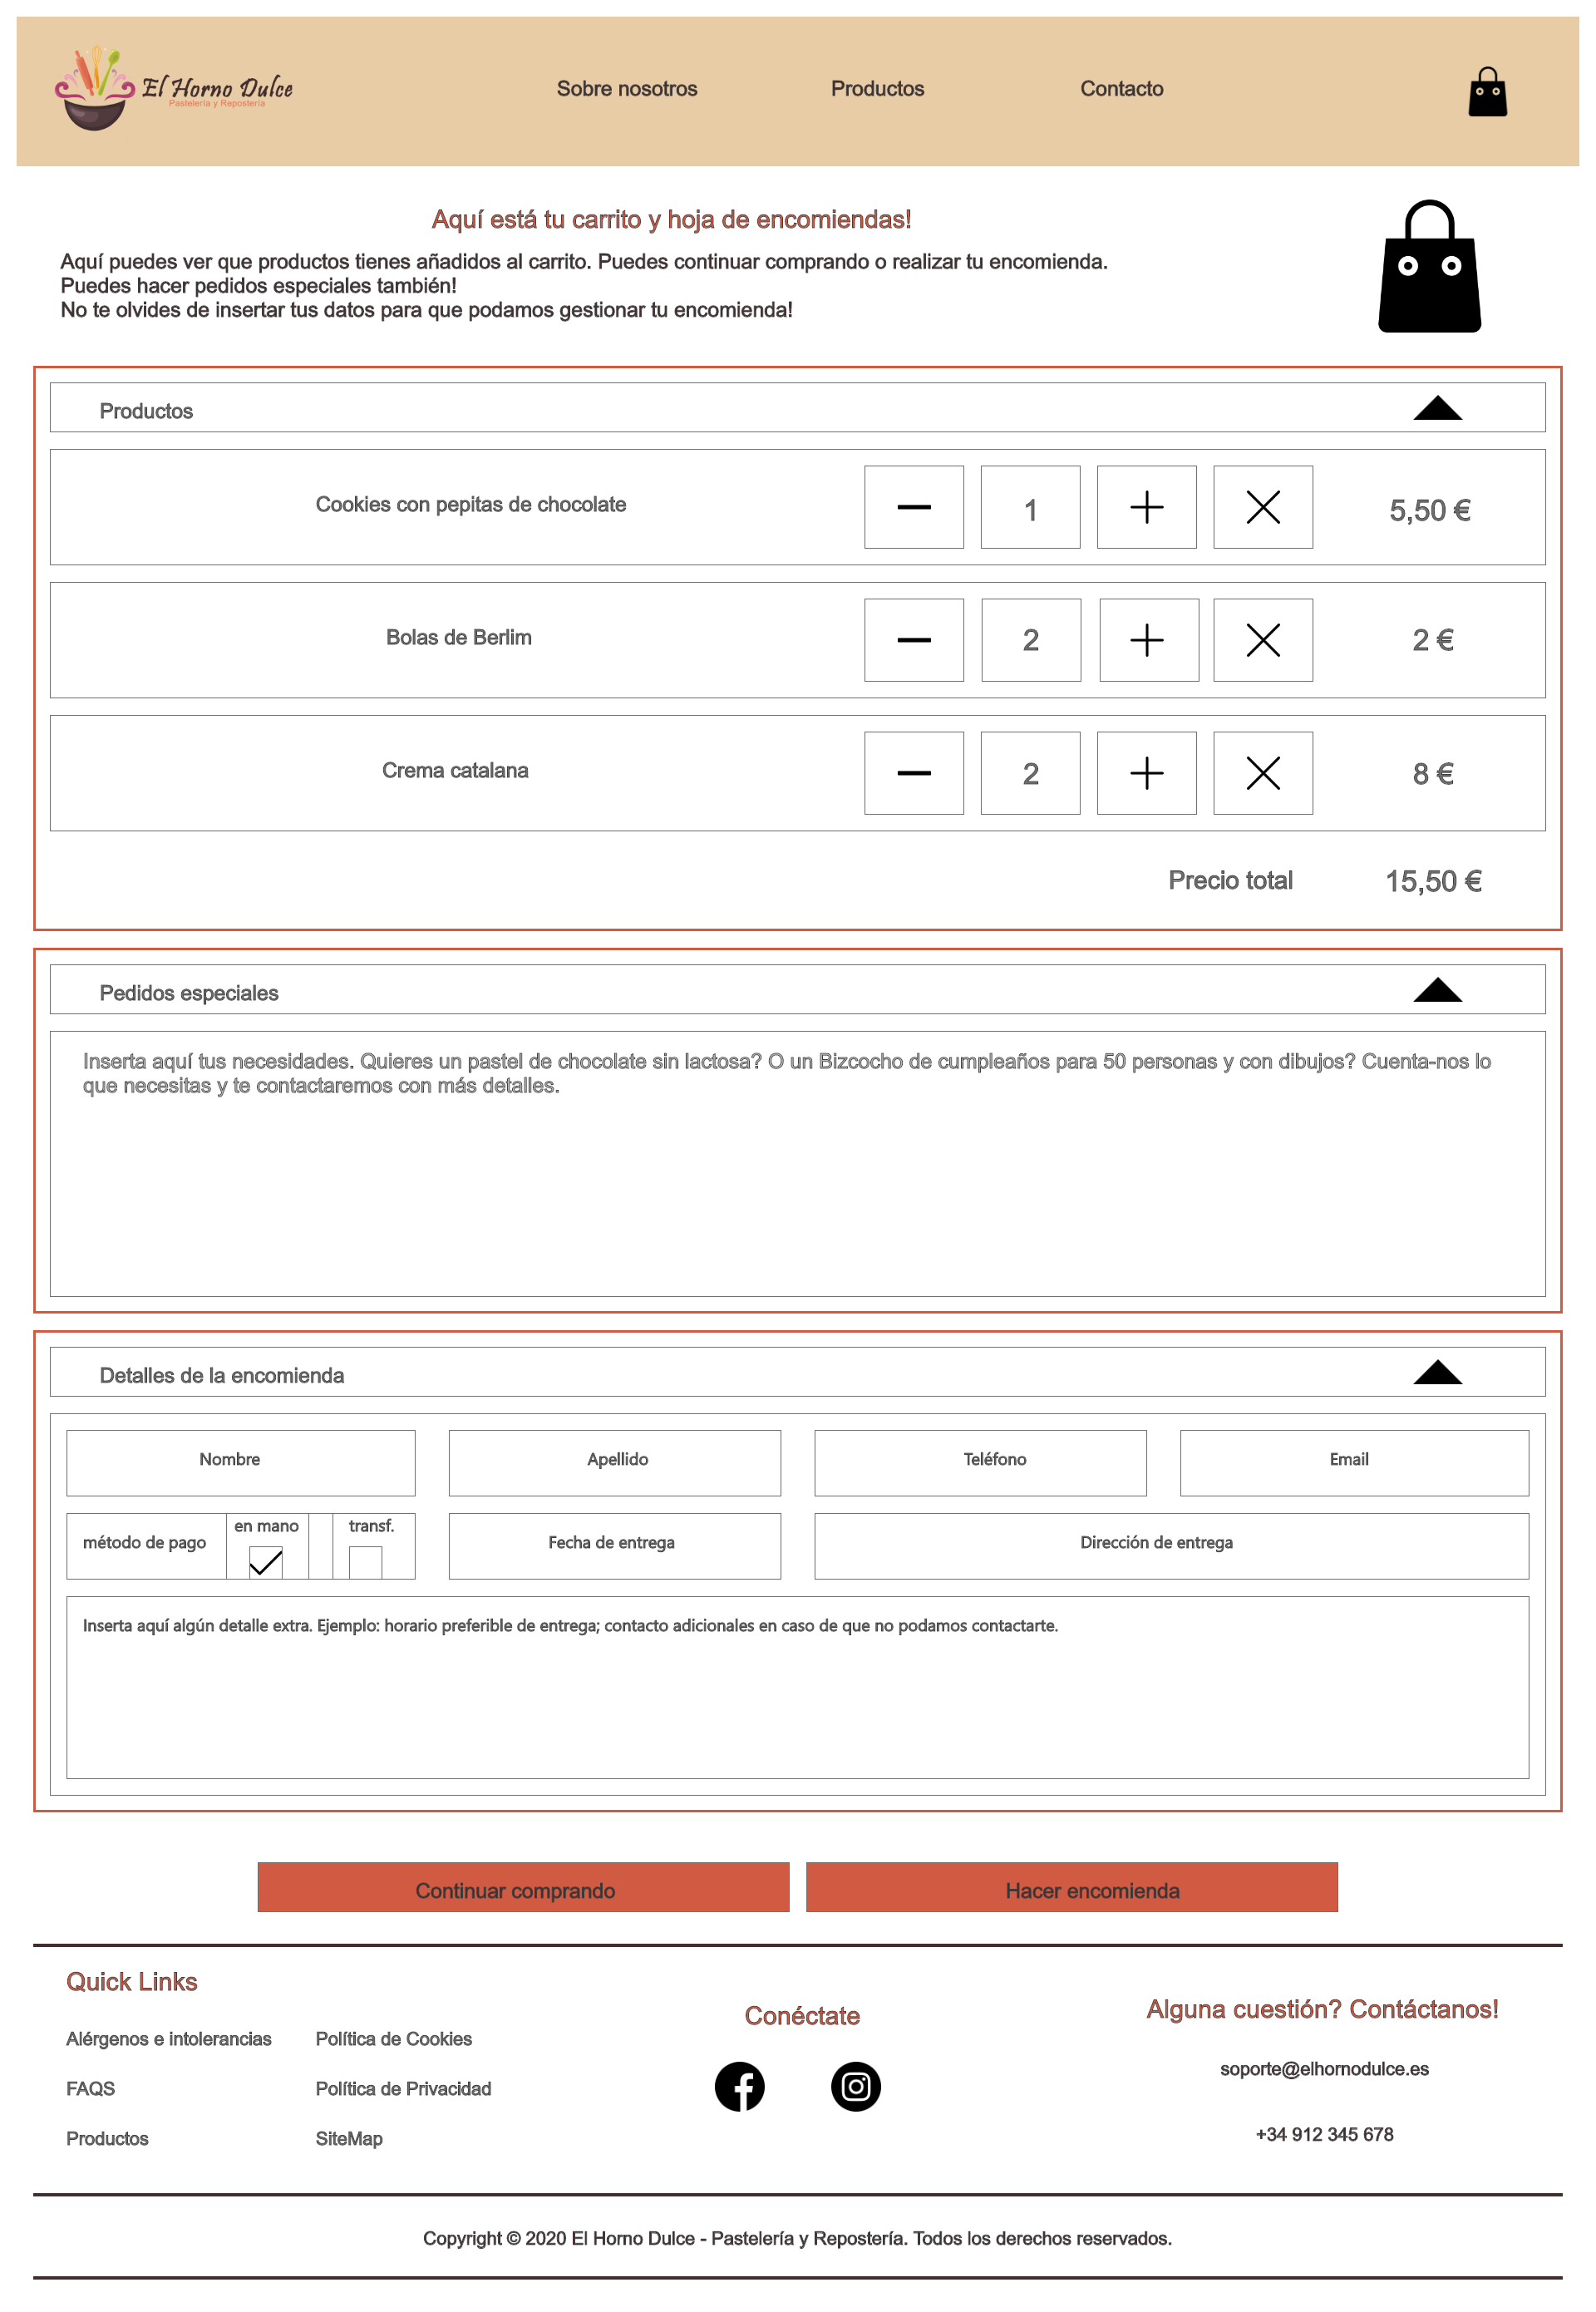 El Horno Dulce
Pastelería y Repostería
Sobre nosotros
Productos
Contacto
Aquí está tu carrito y hoja de encomiendas!
Aquí puedes ver que productos tienes añadidos al carrito. Puedes continuar comprando o realizar tu encomienda.
Puedes hacer pedidos especiales también!
No te olvides de insertar tus datos para que podamos gestionar tu encomienda!
Productos
Cookies con pepitas de chocolate
1
5,50 €
Bolas de Berlim
2
2 €
Crema catalana
2
8 €
Precio total
15,50 €
Pedidos especiales
Inserta aquí tus necesidades. Quieres un pastel de chocolate sin lactosa? O un Bizcocho de cumpleaños para 50 personas y con dibujos? Cuenta-nos lo
que necesitas y te contactaremos con más detalles.
Detalles de la encomienda
Nombre
Apellido
Teléfono
Email
método de pago
en mano
transf.
Fecha de entrega
Dirección de entrega
Inserta aquí algún detalle extra. Ejemplo: horario preferible de entrega; contacto adicionales en caso de que no podamos contactarte.
Continuar comprando
Hacer encomienda
Quick Links
Alérgenos e intolerancias
Política de Cookies
FAQS
Política de Privacidad
Productos
SiteMap
Conéctate
Alguna cuestión? Contáctanos!
soporte@elhornodulce.es
+34 912 345 678
Copyright © 2020 El Horno Dulce - Pastelería y Repostería. Todos los derechos reservados.